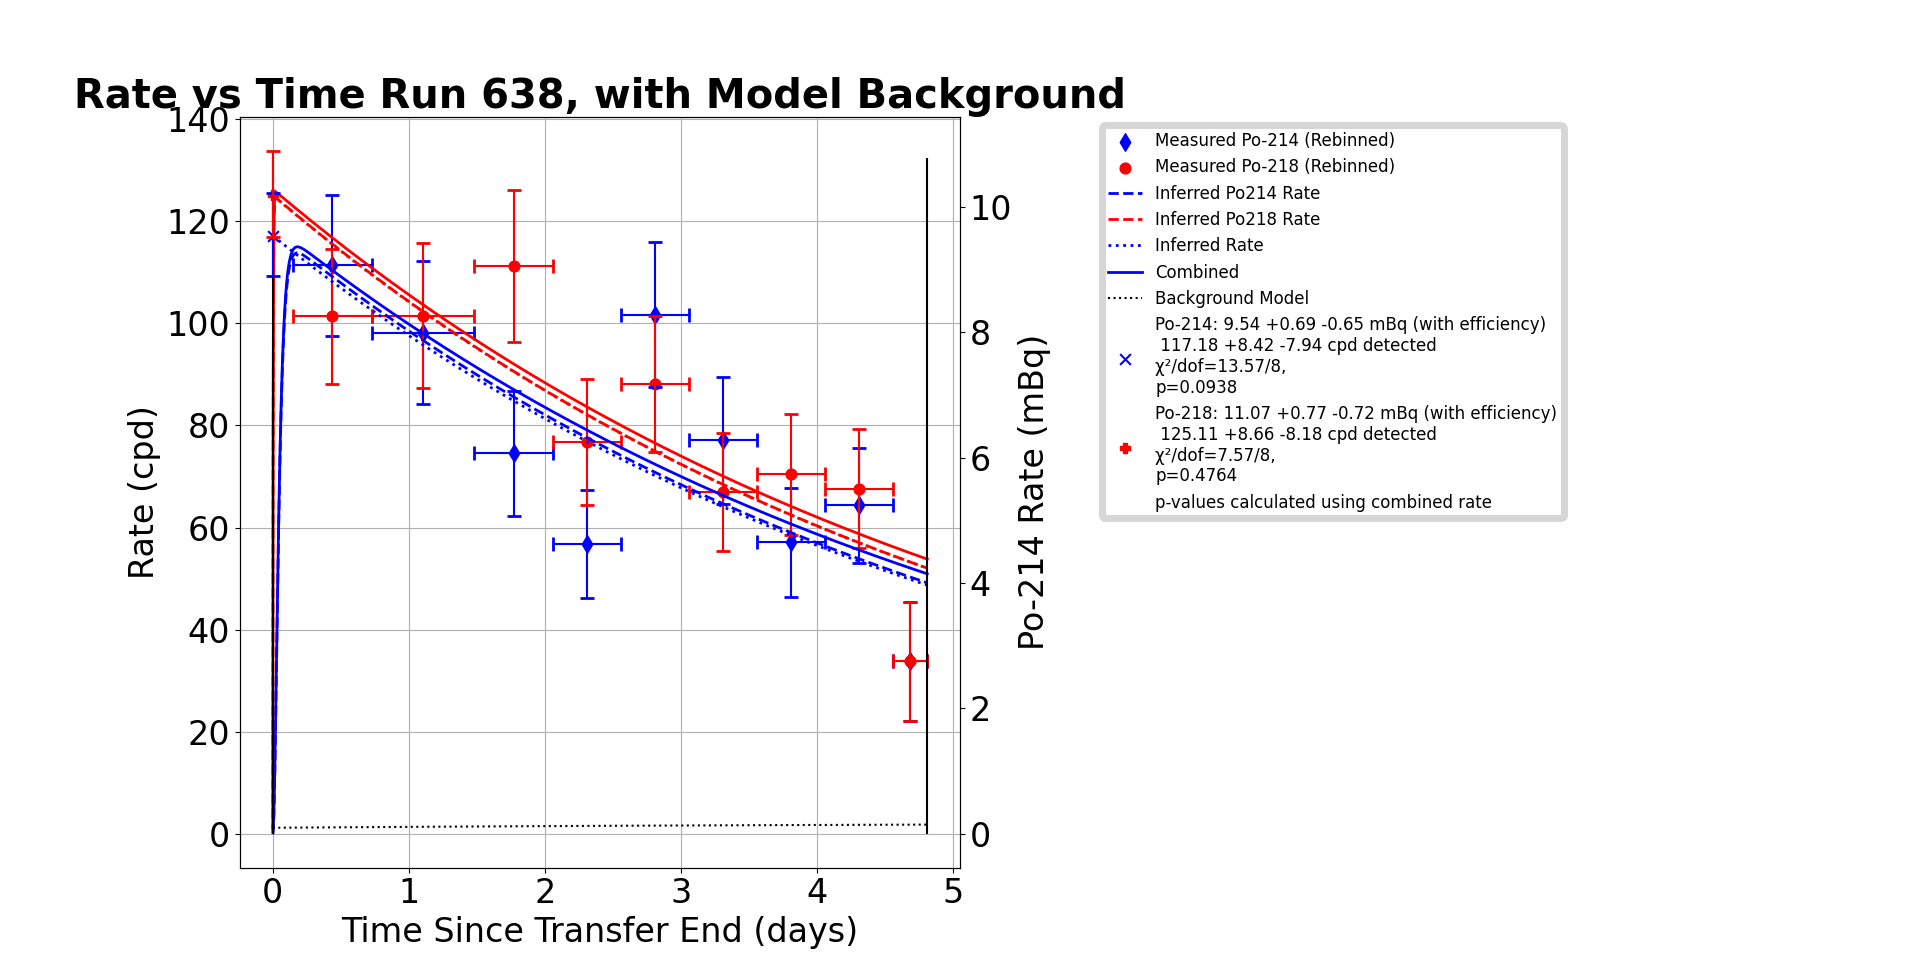 Rate vs Time Run 638, with Model Background
140
120
100
80
60
40
20
0
Rate (cpd)
0 1 2 3 4 5
Time Since Transfer End (days)
10
8
6
4
2
0
Po-214 Rate (mBq)
Measured Po-214 (Rebinned)
Measured Po-218 (Rebinned)
Inferred Po214 Rate
Inferred Po218 Rate
Inferred Rate
Combined
Background Model
Po-214: 9.54 +0.69 -0.65 mBq (with efficiency)
117.18 +8.42 -7.94 cpd detected
χ²/dof=13.57/8,
p=0.0938
Po-218: 11.07 +0.77 -0.72 mBq (with efficiency)
125.11 +8.66 -8.18 cpd detected
χ²/dof=7.57/8,
p=0.4764
p-values calculated using combined rate